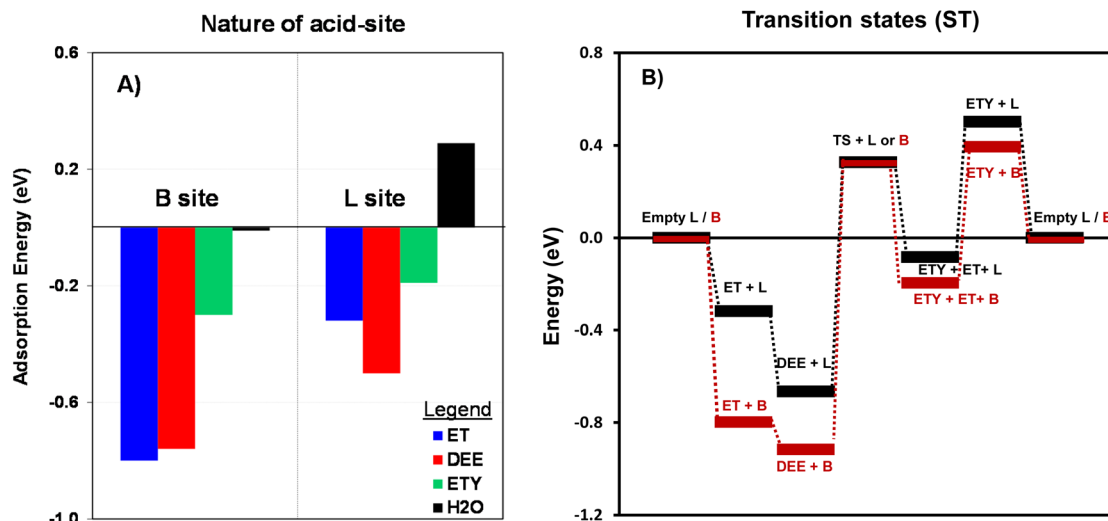 Nature of acid-site
Transition states (ST)
A)
0.6
0.2
-0.2
-0.6
-1.0
Adsorption Energy (eV)
B site
L site
Legend
ET
DEE
ETY
H2O
B)
0.8
0.4
0.0
-0.4
-0.8
-1.2
Energy (eV)
Empty L / B
ET + L
ET + B
DEE + L
DEE + B
TS + L or B
ETY + ET+ L
ETY + ET+ B
ETY + L
ETY + B
Empty L / B